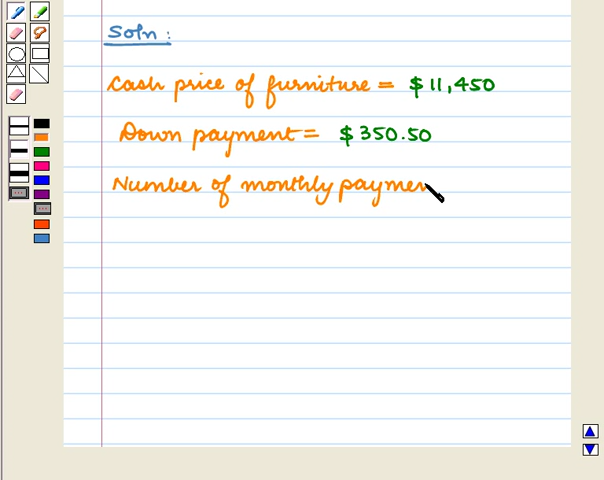 Soln :
Cash price of furniture = $ 11,450
Down payment = $ 350.50
Number of monthly paymen